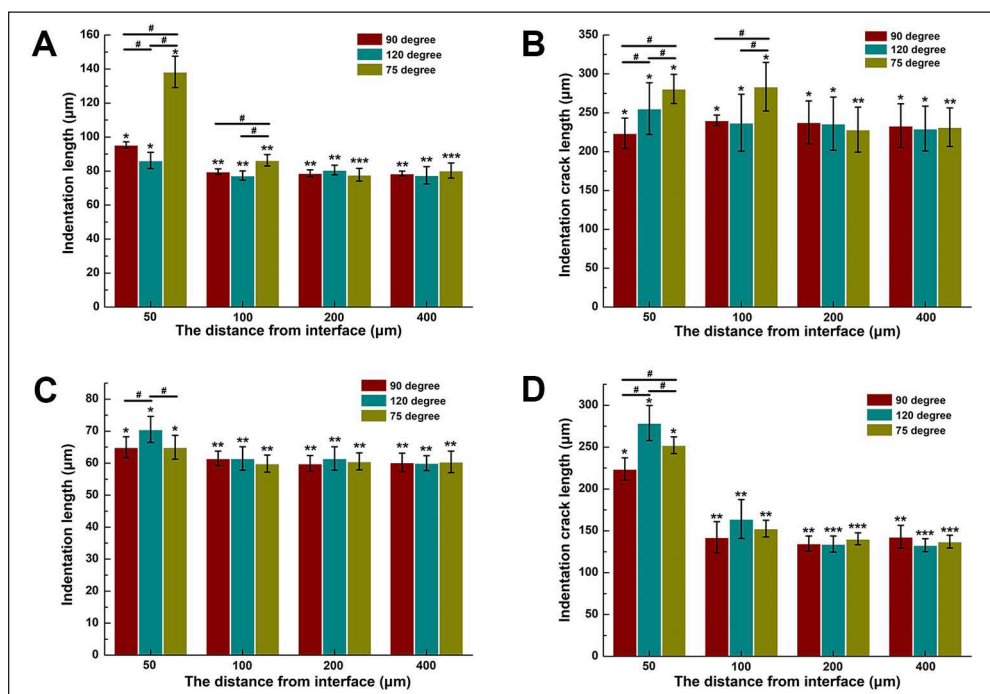 A
Indentation length (µm)
160
140
120
100
80
60
40
20
0
90 degree
120 degree
75 degree
#
# #
* * *
#
#
** ** **
** ** ***
** ** ***
50 100 200 400
The distance from interface (µm)
B
Indentation crack length (µm)
350
300
250
200
150
100
50
0
90 degree
120 degree
75 degree
#
# #
* * *
#
#
* * *
* * **
* * **
50 100 200 400
The distance from interface (µm)
C
Indentation length (µm)
80
70
60
50
40
30
20
10
0
90 degree
120 degree
75 degree
# #
* * *
** ** **
** ** **
** ** **
50 100 200 400
The distance from interface (µm)
D
Indentation crack length (µm)
300
250
200
150
100
50
0
90 degree
120 degree
75 degree
#
# #
* * *
** ** **
** *** ***
** *** ***
50 100 200 400
The distance from interface (µm)